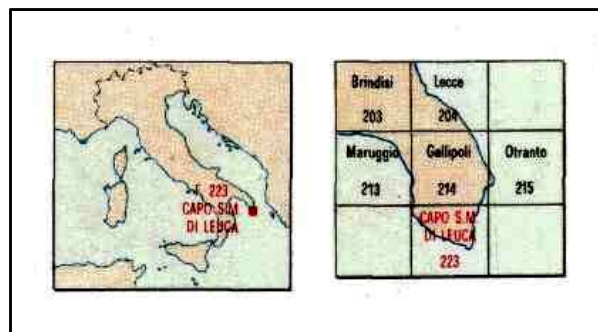 F. 223
CAPO S.M.
DI LEUCA
Brindisi
203
Lecce
204
Maruggio
213
Gallipoli
214
Otranto
215
CAPO S.M
DI LEUCA
223